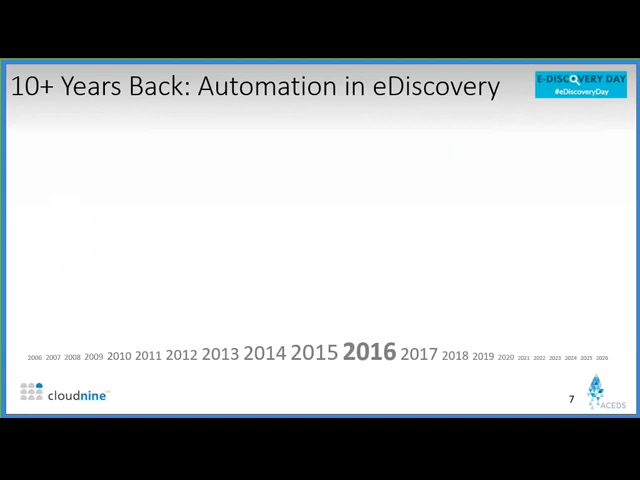 10+ Years Back: Automation in eDiscovery
E-DISCOVERY DAY
#eDiscoveryDay
2006 2007 2008 2009 2010 2011 2012 2013 2014 2015 2016 2017 2018 2019 2020 2021 2022 2023 2024 2025 2026
cloudnine
7
ACEDS